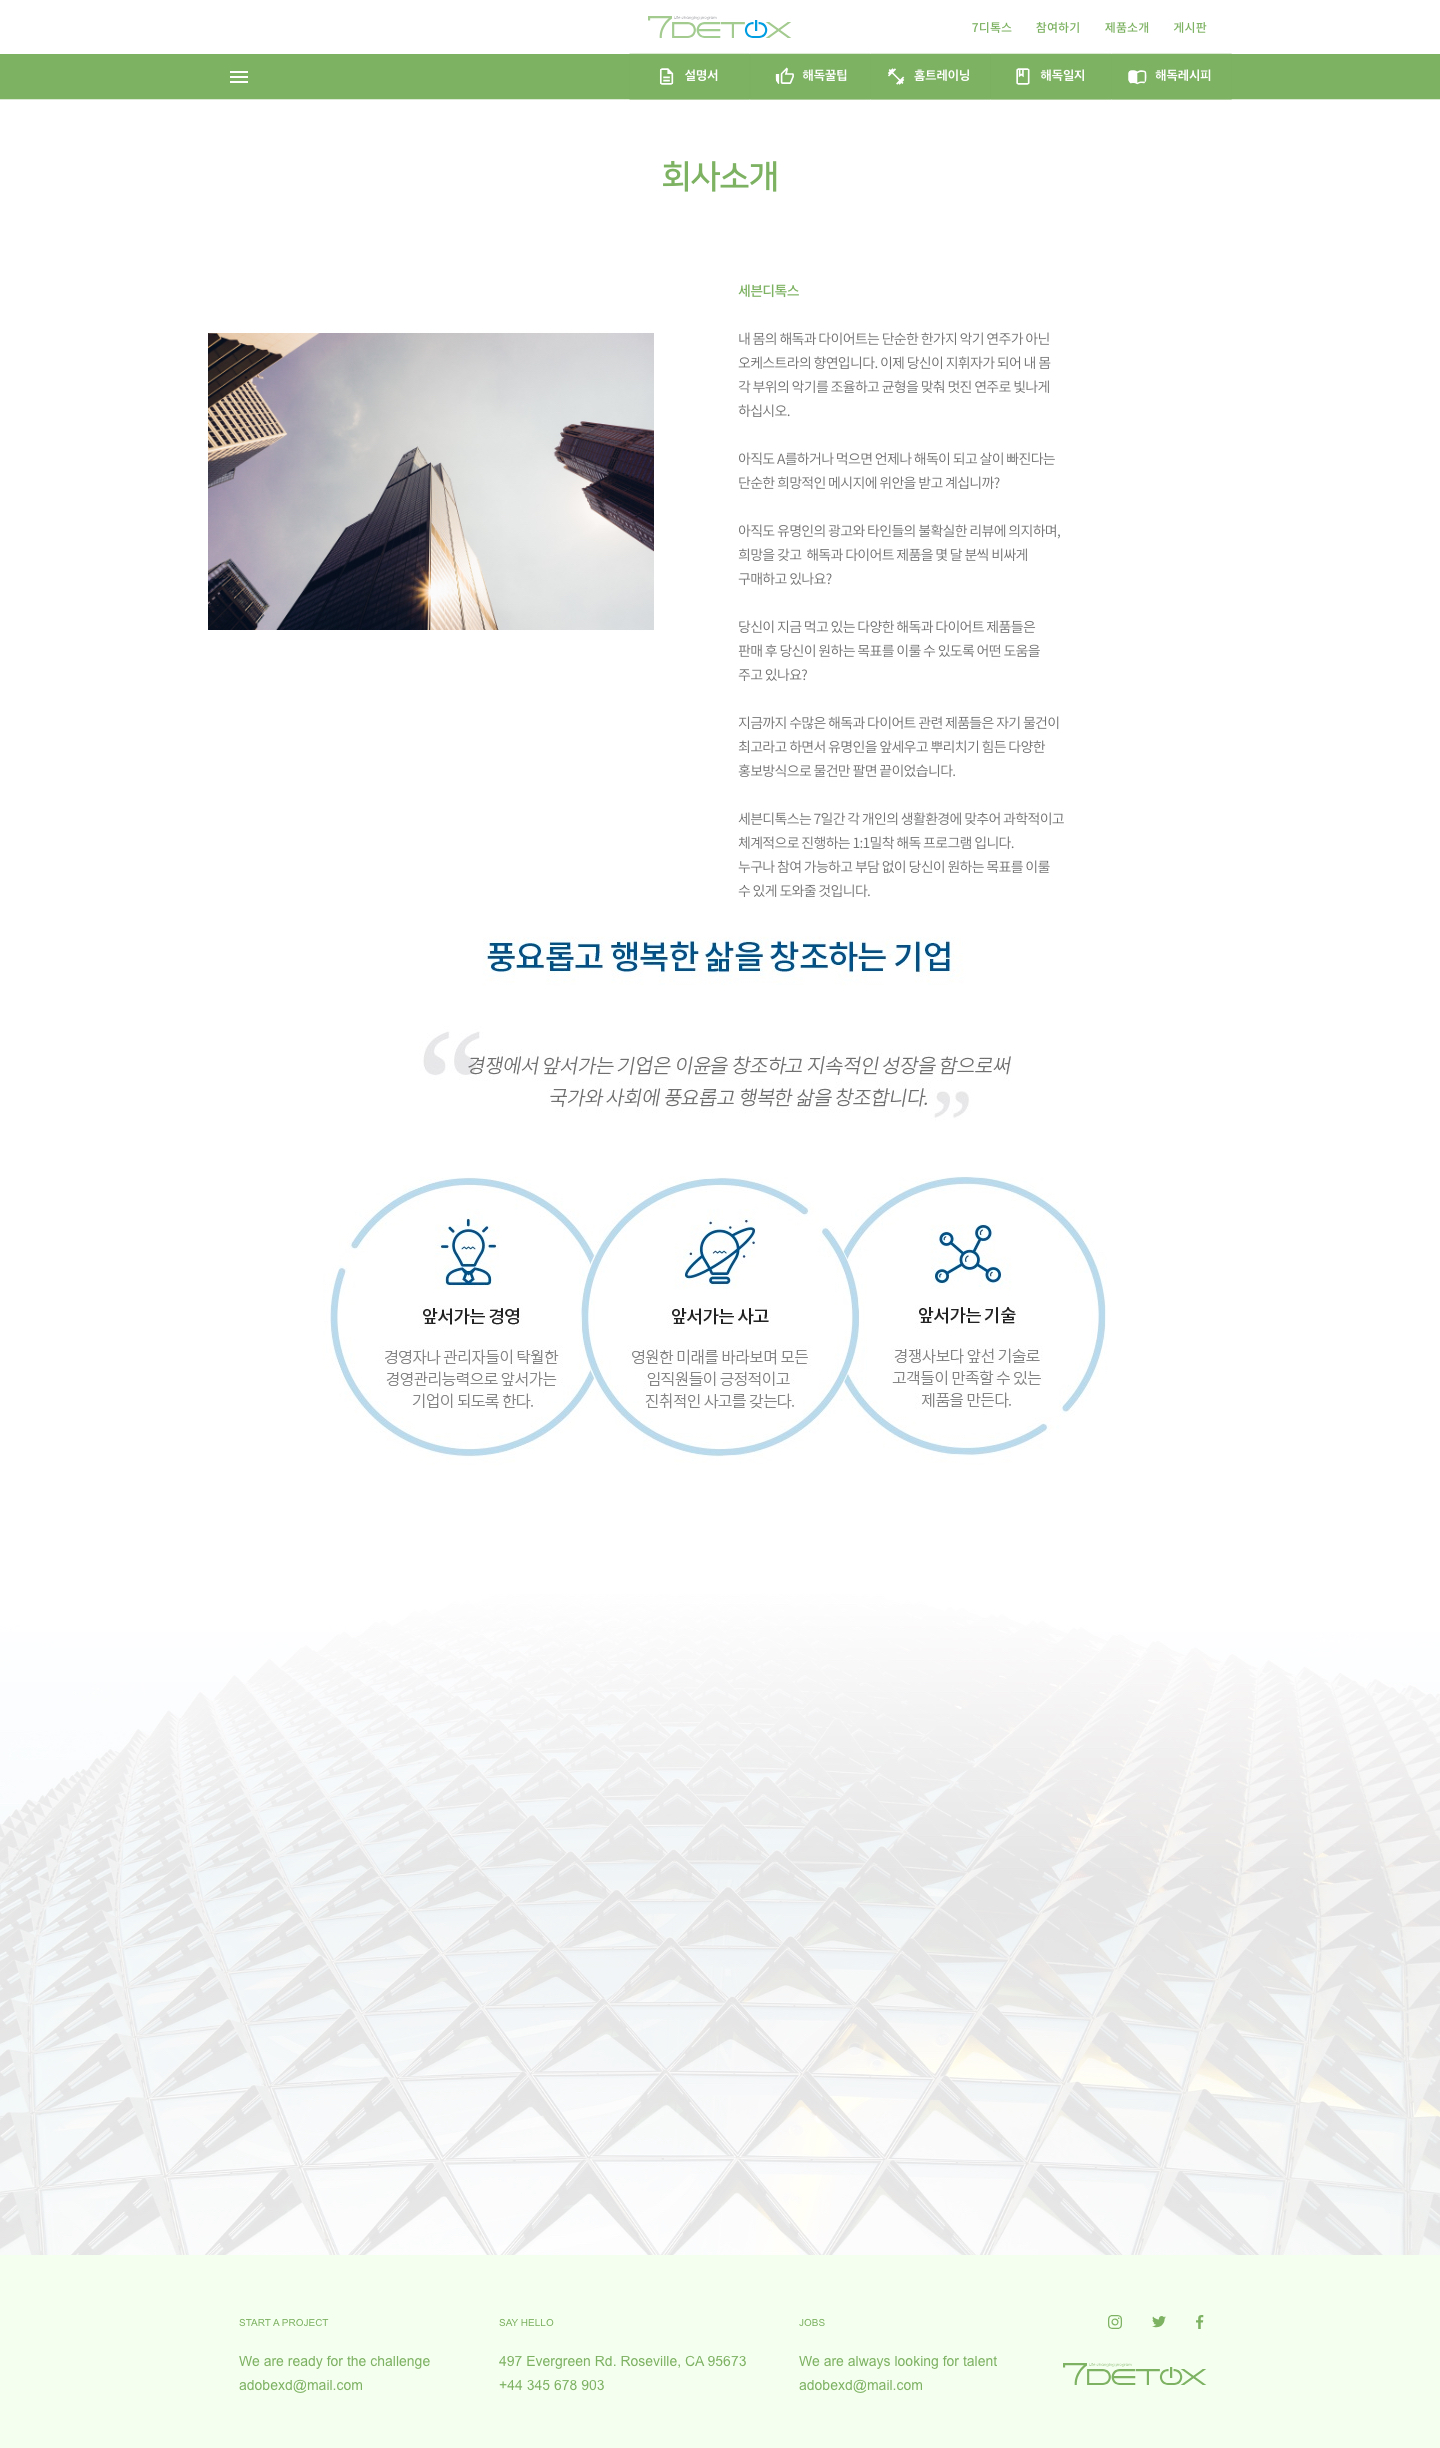 7DETOX
7디톡스 참여하기 제품소개 게시판
설명서 해독꿀팁 홈트레이닝 해독일지 해독레시피
회사소개
세븐디톡스
내 몸의 해독과 다이어트는 단순한 한가지 악기 연주가 아닌
오케스트라의 향연입니다. 이제 당신이 지휘자가 되어 내 몸
각 부위의 악기를 조율하고 균형을 맞춰 멋진 연주로 빛나게
하십시오.
아직도 A를하거나 먹으면 언제나 해독이 되고 살이 빠진다는
단순한 희망적인 메시지에 위안을 받고 계십니까?
아직도 유명인의 광고와 타인들의 불확실한 리뷰에 의지하며,
희망을 갖고 해독과 다이어트 제품을 몇 달 분씩 비싸게
구매하고 있나요?
당신이 지금 먹고 있는 다양한 해독과 다이어트 제품들은
판매 후 당신이 원하는 목표를 이룰 수 있도록 어떤 도움을
주고 있나요?
지금까지 수많은 해독과 다이어트 관련 제품들은 자기 물건이
최고라고 하면서 유명인을 앞세우고 뿌리치기 힘든 다양한
홍보방식으로 물건만 팔면 끝이었습니다.
세븐디톡스는 7일간 각 개인의 생활환경에 맞추어 과학적이고
체계적으로 진행하는 1:1밀착 해독 프로그램 입니다.
누구나 참여 가능하고 부담 없이 당신이 원하는 목표를 이룰
수 있게 도와줄 것입니다.
풍요롭고 행복한 삶을 창조하는 기업
“경쟁에서 앞서가는 기업은 이윤을 창조하고 지속적인 성장을 함으로써
국가와 사회에 풍요롭고 행복한 삶을 창조합니다.”
앞서가는 경영
경영자나 관리자들이 탁월한
경영관리능력으로 앞서가는
기업이 되도록 한다.
앞서가는 사고
영원한 미래를 바라보며 모든
임직원들이 긍정적이고
진취적인 사고를 갖는다.
앞서가는 기술
경쟁사보다 앞선 기술로
고객들이 만족할 수 있는
제품을 만든다.
START A PROJECT
We are ready for the challenge
adobexd@mail.com
SAY HELLO
497 Evergreen Rd. Roseville, CA 95673
+44 345 678 903
JOBS
We are always looking for talent
adobexd@mail.com
7DETOX